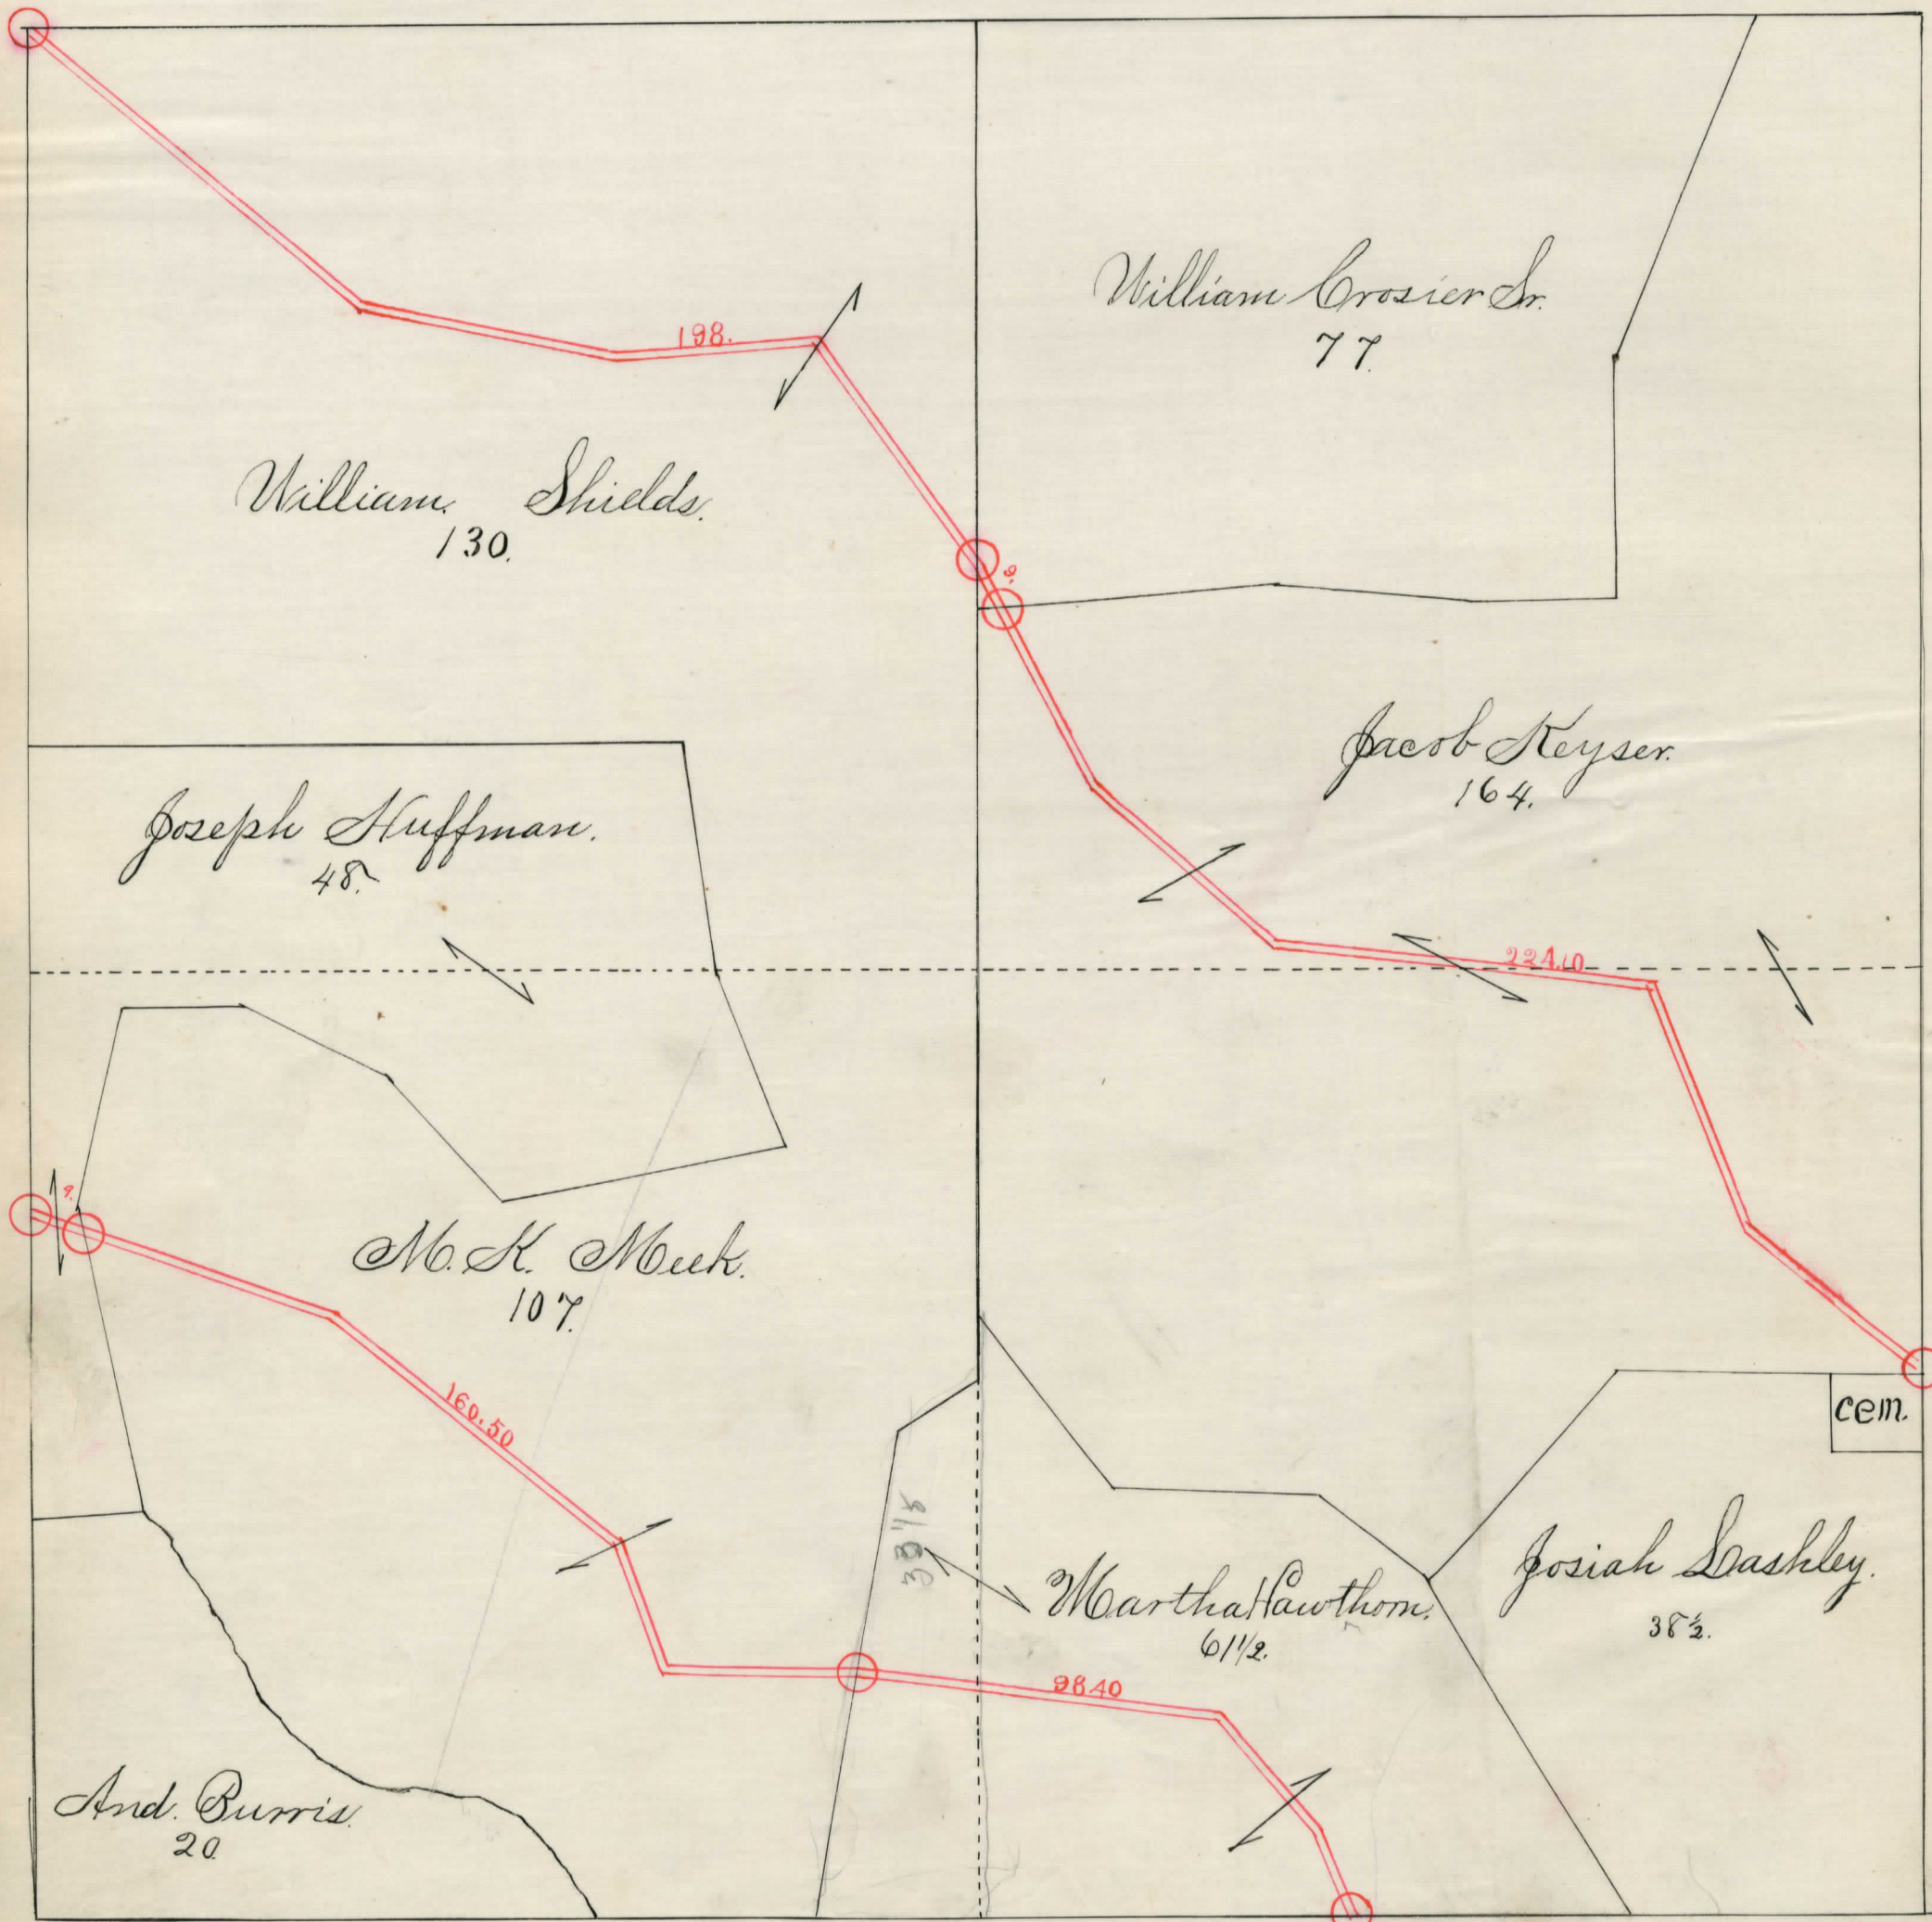 198.
William Crosier Sr.
77.
William. Shields.
130.
9.
Jacob Keyser.
164.
Joseph Huffman.
48.
224.10
9.
M. K. Meek.
107.
160.50
cem.
Josiah Lashley.
38½.
Martha Hawthorn.
61½.
98.40
And. Burris.
20.